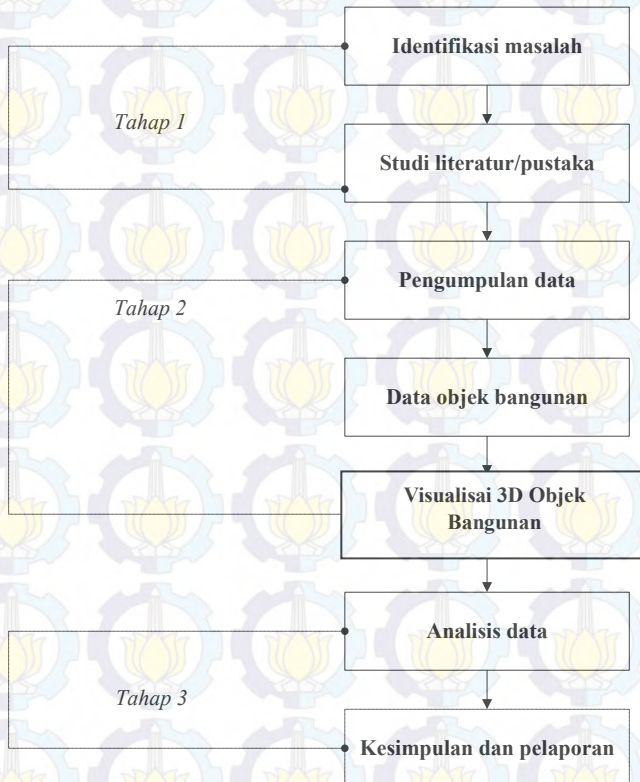 Identifikasi masalah
Tahap 1
Studi literatur/pustaka
Pengumpulan data
Tahap 2
Data objek bangunan
Visualisai 3D Objek
Bangunan
Analisis data
Tahap 3
Kesimpulan dan pelaporan